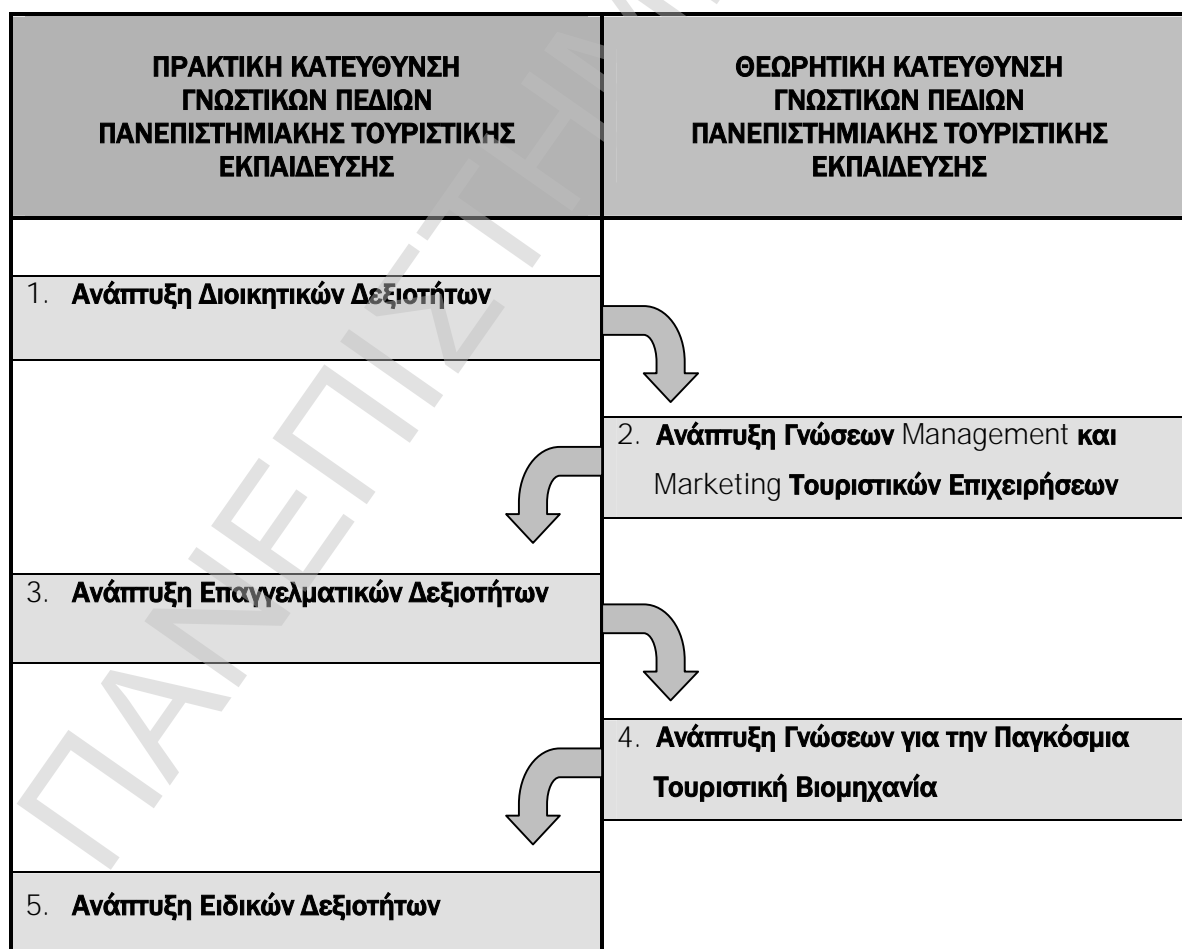 ΠΡΑΚΤΙΚΗ ΚΑΤΕΥΘΥΝΣΗ
ΓΝΩΣΤΙΚΩΝ ΠΕΔΙΩΝ
ΠΑΝΕΠΙΣΤΗΜΙΑΚΗΣ ΤΟΥΡΙΣΤΙΚΗΣ
ΕΚΠΑΙΔΕΥΣΗΣ
ΘΕΩΡΗΤΙΚΗ ΚΑΤΕΥΘΥΝΣΗ
ΓΝΩΣΤΙΚΩΝ ΠΕΔΙΩΝ
ΠΑΝΕΠΙΣΤΗΜΙΑΚΗΣ ΤΟΥΡΙΣΤΙΚΗΣ
ΕΚΠΑΙΔΕΥΣΗΣ
1. Ανάπτυξη Διοικητικών Δεξιοτήτων
2. Ανάπτυξη Γνώσεων Management και
Marketing Τουριστικών Επιχειρήσεων
3. Ανάπτυξη Επαγγελματικών Δεξιοτήτων
4. Ανάπτυξη Γνώσεων για την Παγκόσμια
Τουριστική Βιομηχανία
5. Ανάπτυξη Ειδικών Δεξιοτήτων